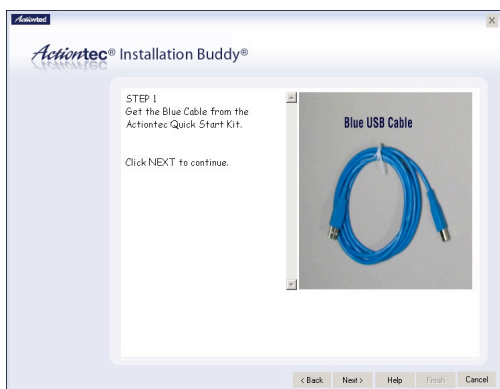 Actiontec
Actiontec® Installation Buddy®
STEP 1
Get the Blue Cable from the
Actiontec Quick Start Kit.
Click NEXT to continue.
Blue USB Cable
< Back Next > Help Finish Cancel